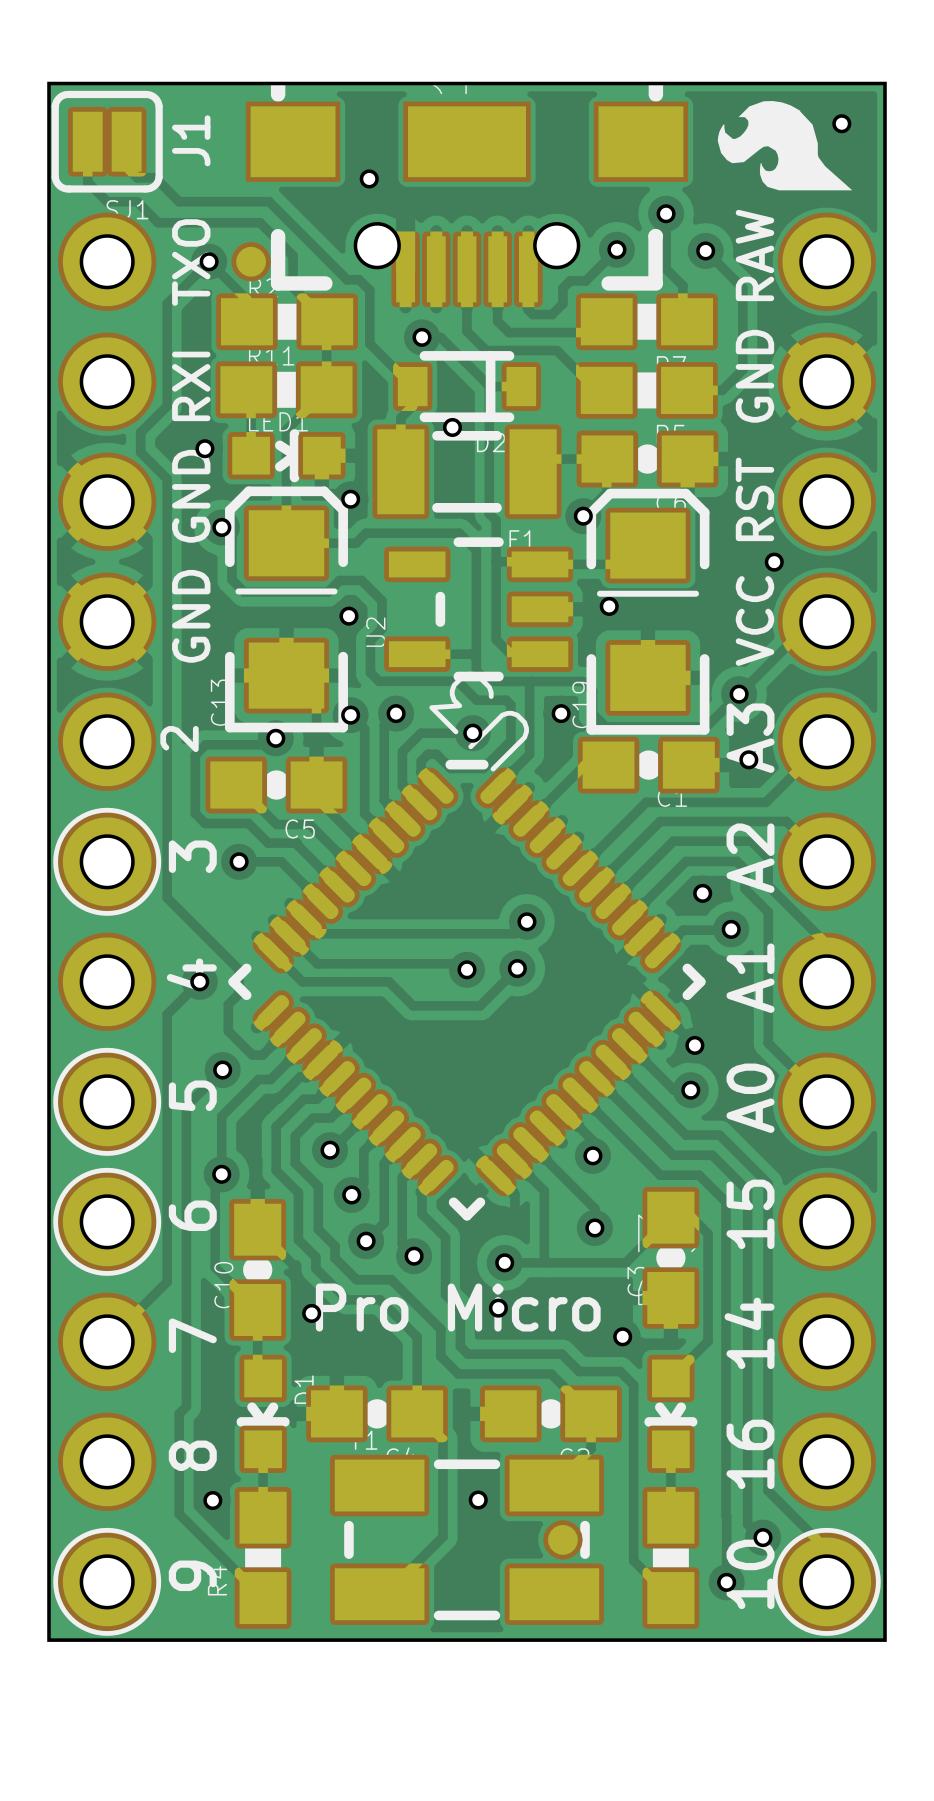 J1
SJ1
TXO
RAW
RXI
R11
GND
LED1
D2
GND
RST
F1
GND
U2
VCC
C13
C19
2
A3
C1
C5
3
A2
4
A1
5
A0
6
15
C10
C3
Pro Micro
7
14
D1
8
16
9
R4
10